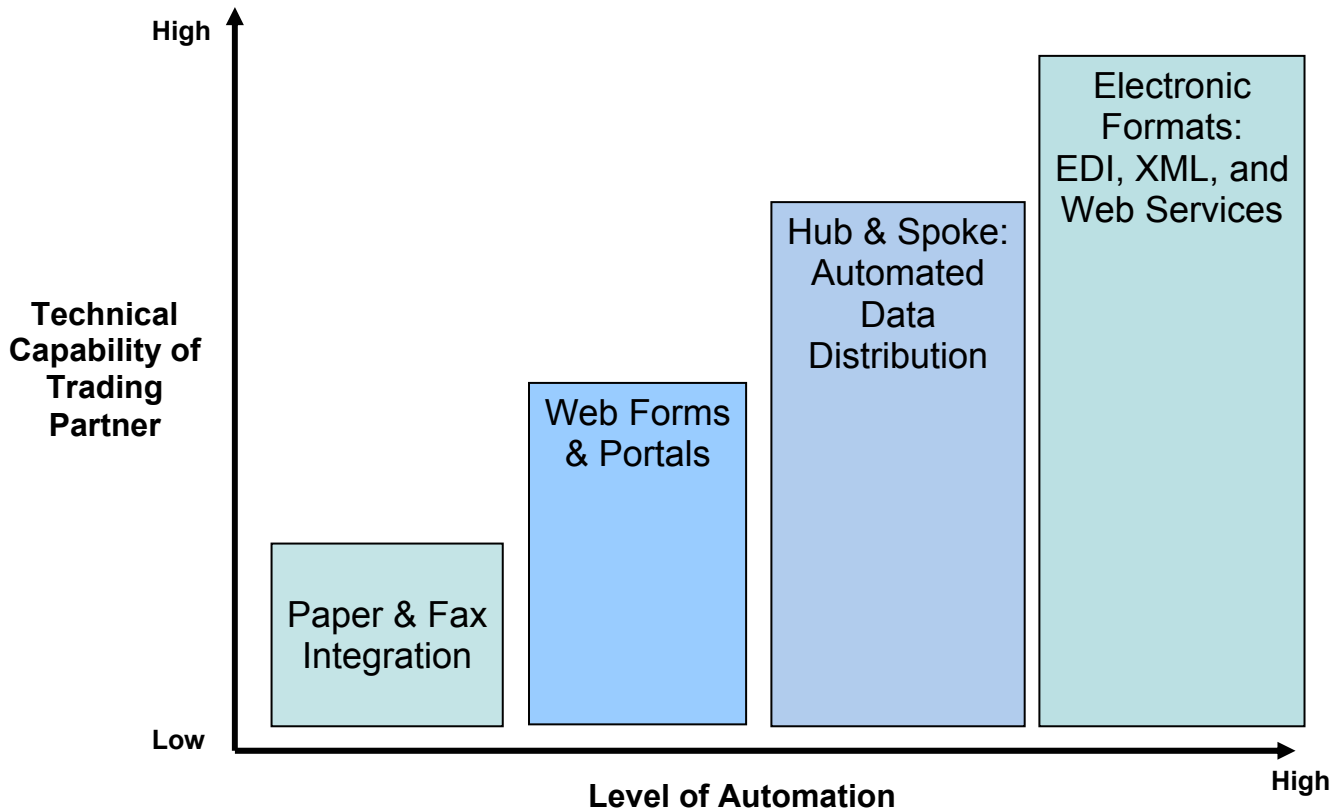 High
Technical
Capability of
Trading
Partner
Low
Paper & Fax
Integration
Web Forms
& Portals
Hub & Spoke:
Automated
Data
Distribution
Electronic
Formats:
EDI, XML, and
Web Services
Level of Automation
High